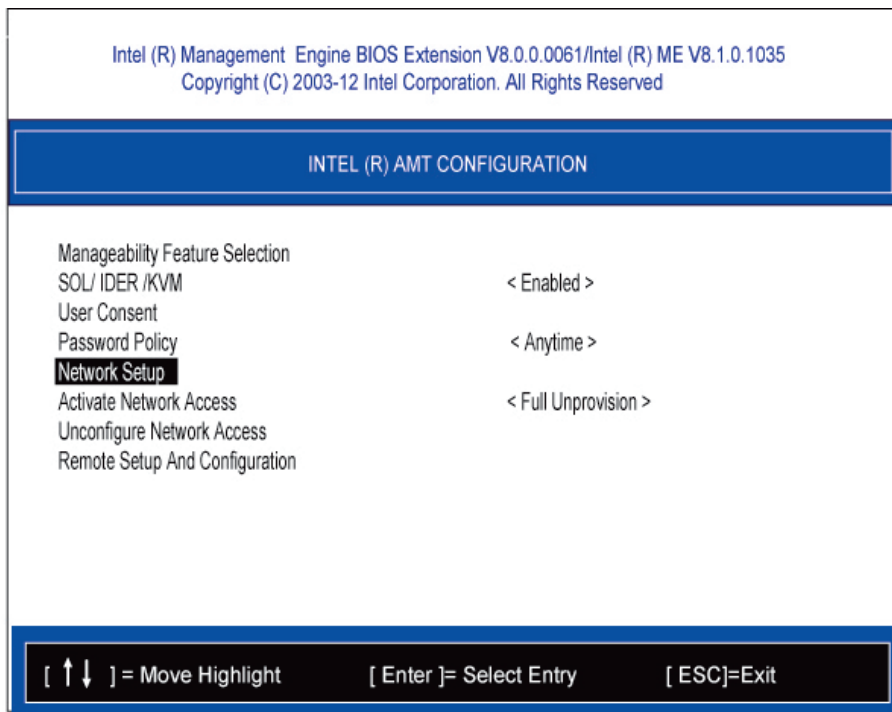 Intel (R) Management Engine BIOS Extension V8.0.0.0061/Intel (R) ME V8.1.0.1035
Copyright (C) 2003-12 Intel Corporation. All Rights Reserved
INTEL (R) AMT CONFIGURATION
Manageability Feature Selection
SOL/ IDER /KVM < Enabled >
User Consent
Password Policy < Anytime >
Network Setup
Activate Network Access < Full Unprovision >
Unconfigure Network Access
Remote Setup And Configuration
[ ↑↓ ] = Move Highlight [ Enter ]= Select Entry [ ESC]=Exit